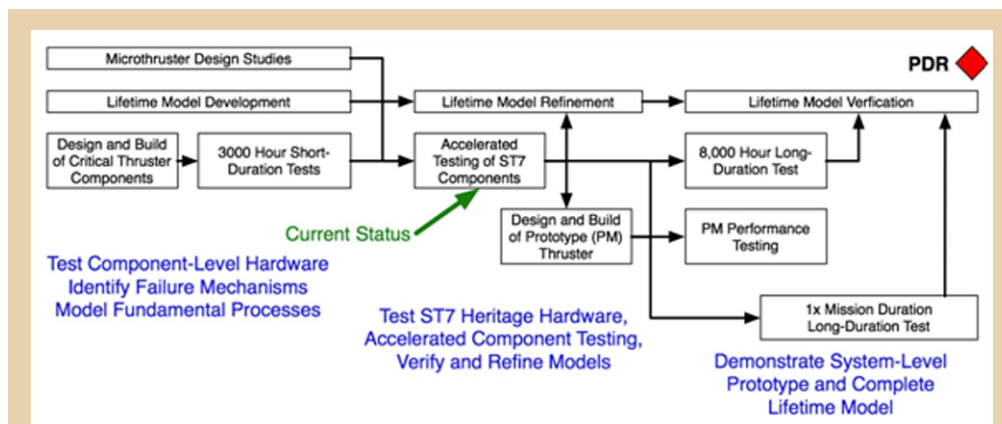 Microthruster Design Studies
PDR
Lifetime Model Development
Lifetime Model Refinement
Lifetime Model Verfication
Design and Build
of Critical Thruster
Components
3000 Hour Short-
Duration Tests
Accelerated
Testing of ST7
Components
8,000 Hour Long-
Duration Test
Current Status
Design and Build
of Prototype (PM)
Thruster
PM Performance
Testing
Test Component-Level Hardware
Identify Failure Mechanisms
Model Fundamental Processes
Test ST7 Heritage Hardware,
Accelerated Component Testing,
Verify and Refine Models
1x Mission Duration
Long-Duration Test
Demonstrate System-Level
Prototype and Complete
Lifetime Model